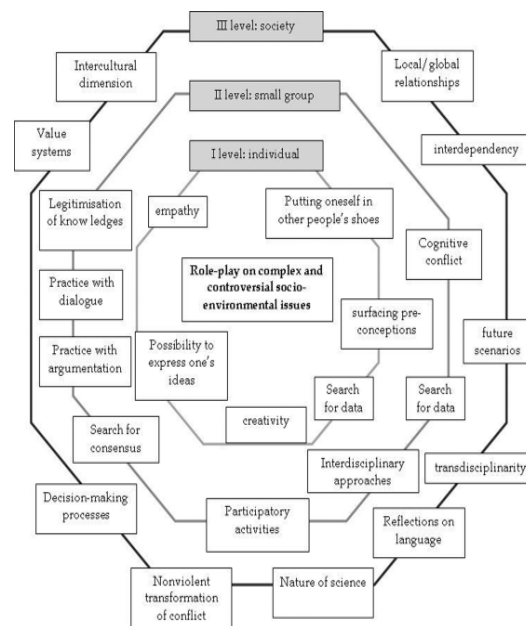 III level: society
Intercultural
dimension
Local/global
relationships
II level: small group
Value
systems
interdependency
I level: individual
Legitimisation
of know ledges
empathy
Putting oneself in
other people's shoes
Cognitive
conflict
Role-play on complex and
controversial socio-
environmental issues
Practice with
dialogue
surfacing pre-
conceptions
future
scenarios
Practice with
argumentation
Possibility to
express one's
ideas
Search
for data
Search
for data
creativity
Search for
consensus
Interdisciplinary
approaches
transdisciplinarity
Decision-making
processes
Participatory
activities
Reflections on
language
Nonviolent
transformation
of conflict
Nature of science